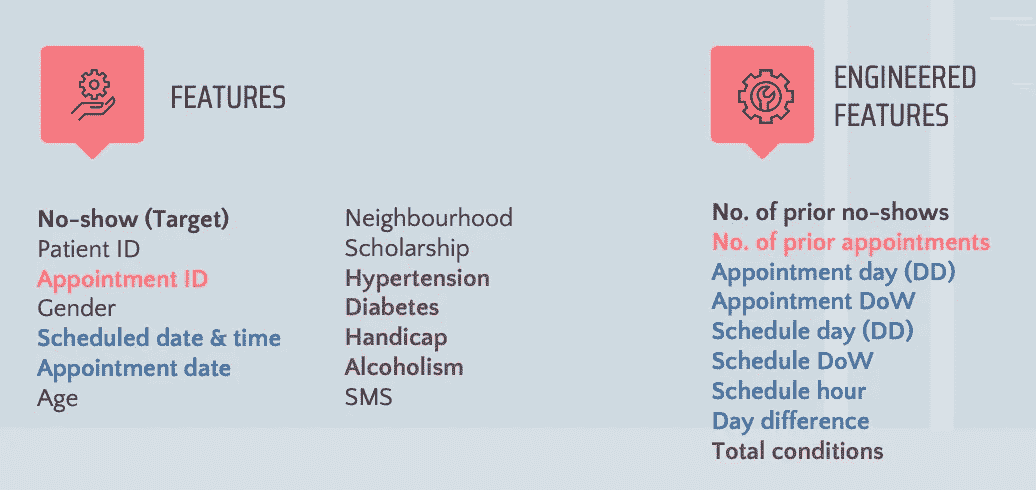 FEATURES
No-show (Target)
Patient ID
Appointment ID
Gender
Scheduled date & time
Appointment date
Age
Neighbourhood
Scholarship
Hypertension
Diabetes
Handicap
Alcoholism
SMS
ENGINEERED
FEATURES
No. of prior no-shows
No. of prior appointments
Appointment day (DD)
Appointment DoW
Schedule day (DD)
Schedule DoW
Schedule hour
Day difference
Total conditions